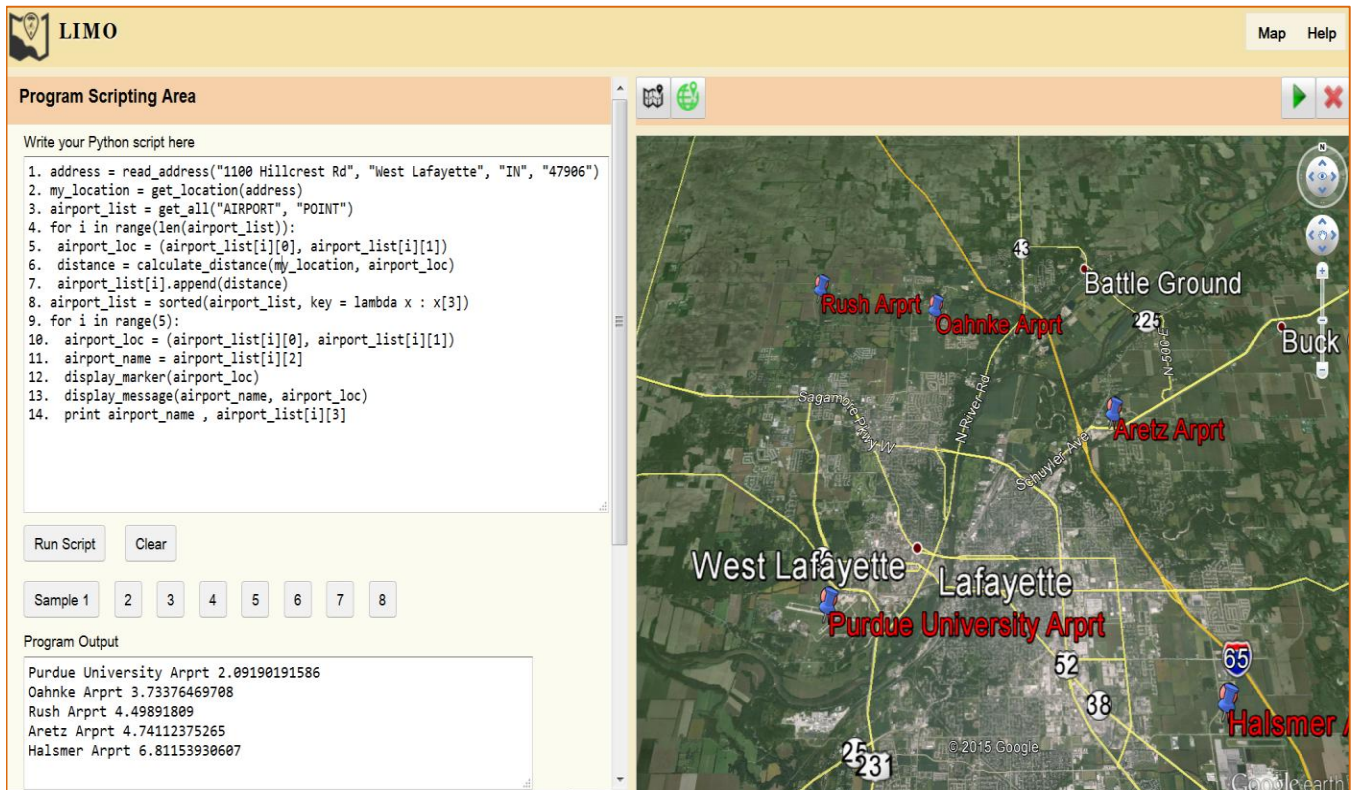 LIMO
Map Help
Program Scripting Area
Write your Python script here
1. address = read_address("1100 Hillcrest Rd", "West Lafayette", "IN", "47906")
2. my_location = get_location(address)
3. airport_list = get_all("AIRPORT", "POINT")
4. for i in range(len(airport_list)):
5.  airport_loc = (airport_list[i][0], airport_list[i][1])
6.  distance = calculate_distance(my_location, airport_loc)
7.  airport_list[i].append(distance)
8. airport_list = sorted(airport_list, key = lambda x : x[3])
9. for i in range(5):
10.  airport_loc = (airport_list[i][0], airport_list[i][1])
11.  airport_name = airport_list[i][2]
12.  display_marker(airport_loc)
13.  display_message(airport_name, airport_loc)
14.  print airport_name , airport_list[i][3]
Run Script Clear
Sample 1 2 3 4 5 6 7 8
Program Output
Purdue University Arprt 2.09190191586
Oahnke Arprt 3.73376469708
Rush Arprt 4.49891809
Aretz Arprt 4.74112375265
Halsmer Arprt 6.81153930607
N
43
Battle Ground
Rush Arprt
Oahnke Arprt
225
N 500 E
Buck
Sagamore Pkwy W
N River Rd
Aretz Arprt
Schuyler Ave
West Lafayette
Lafayette
Purdue University Arprt
52
65
38
Halsmer
25
231
© 2015 Google
Google earth